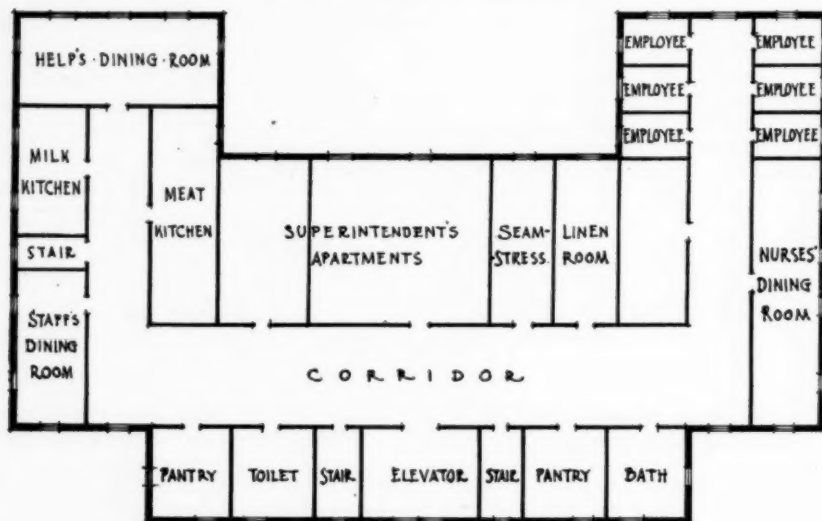 HELP'S · DINING · ROOM
EMPLOYEE
EMPLOYEE
EMPLOYEE
EMPLOYEE
EMPLOYEE
EMPLOYEE
MILK
KITCHEN
MEAT
KITCHEN
SUPERINTENDENT'S
APARTMENTS
SEAM-
STRESS
LINEN
ROOM
NURSES'
DINING
ROOM
STAIR
STAFF'S
DINING
ROOM
CORRIDOR
PANTRY
TOILET
STAIR
ELEVATOR
STAIR
PANTRY
BATH